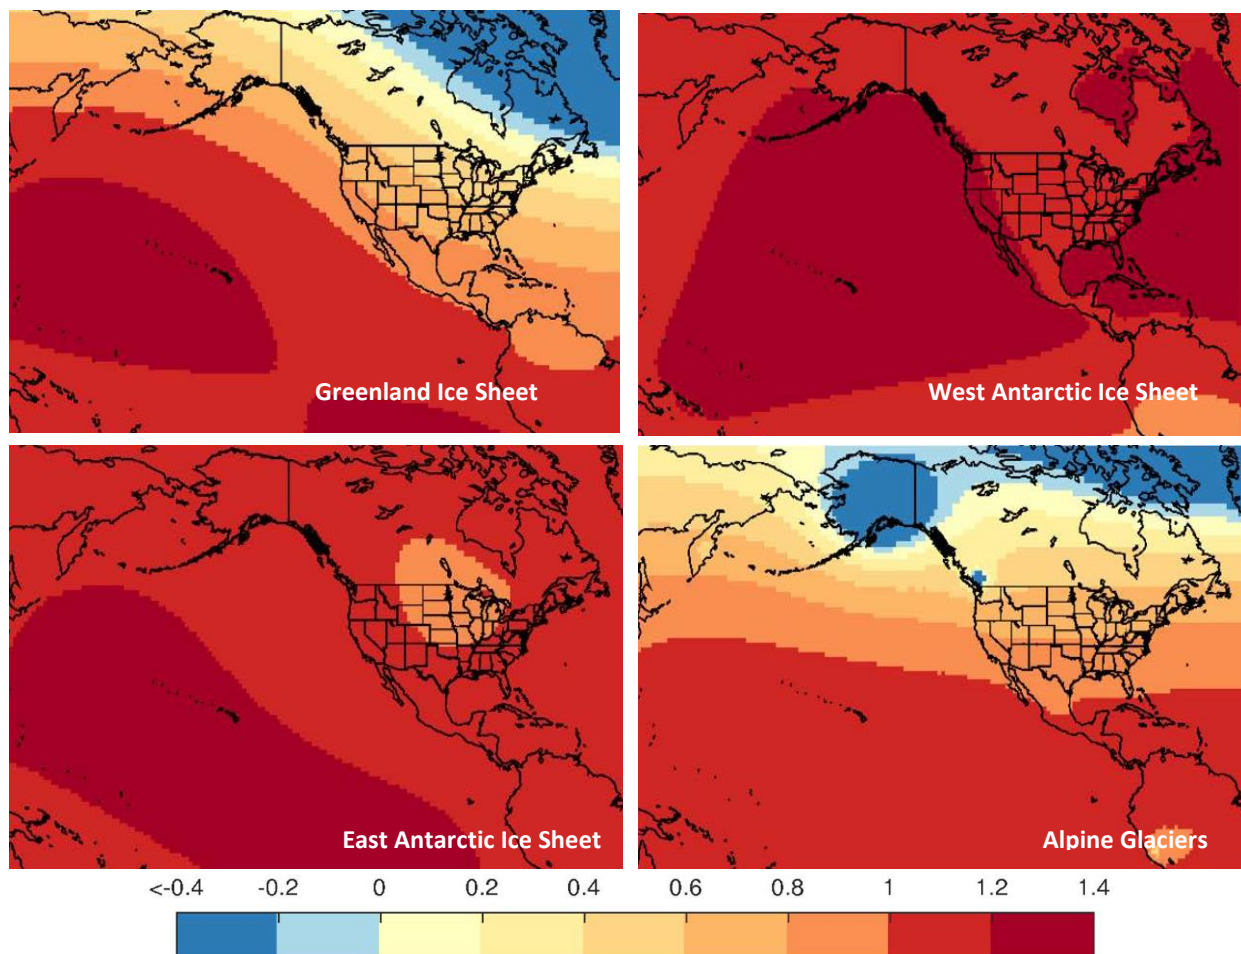 Greenland Ice Sheet
West Antarctic Ice Sheet
East Antarctic Ice Sheet
Alpine Glaciers
<-0.4 -0.2 0 0.2 0.4 0.6 0.8 1 1.2 1.4